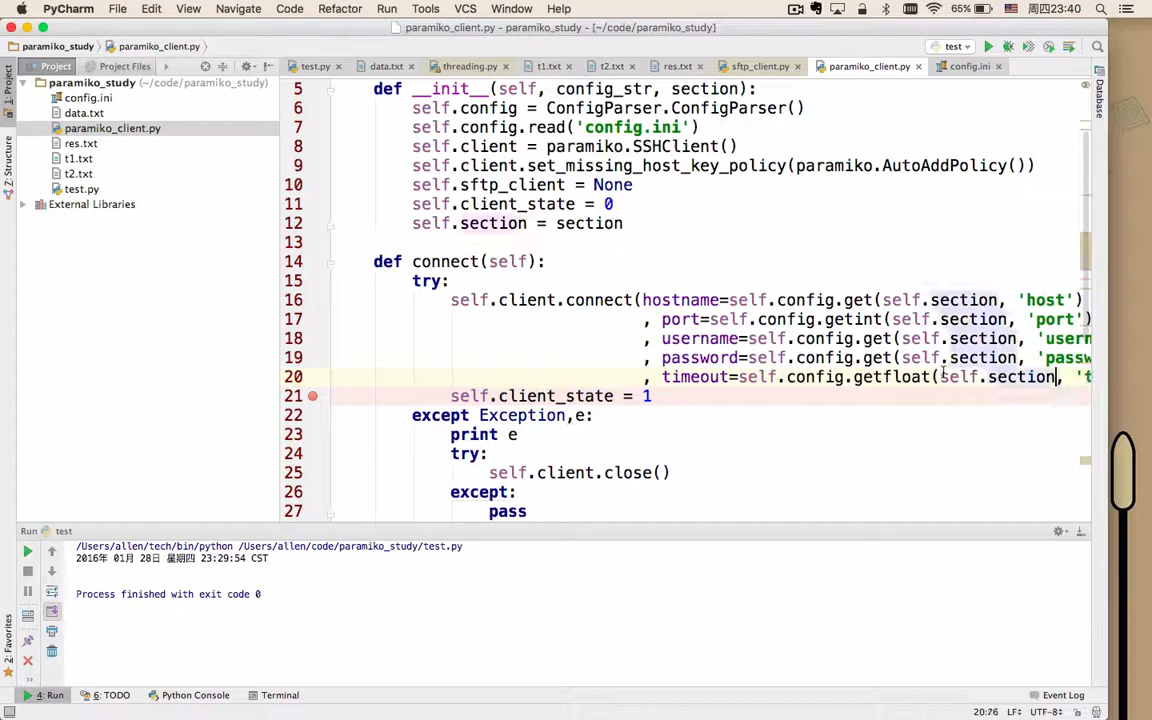 PyCharm File Edit View Navigate Code Refactor Run Tools VCS Window Help 65% 周四23:40
paramiko_client.py - paramiko_study - [~/code/paramiko_study]
paramiko_study paramiko_client.py test
Project Project Files
test.py data.txt threading.py t1.txt t2.txt res.txt sftp_client.py paramiko_client.py config.ini
1: Project
7: Structure
2: Favorites
Database
paramiko_study (~/code/paramiko_study)
config.ini
data.txt
paramiko_client.py
res.txt
t1.txt
t2.txt
test.py
External Libraries
5 def __init__(self, config_str, section):
6 self.config = ConfigParser.ConfigParser()
7 self.config.read('config.ini')
8 self.client = paramiko.SSHClient()
9 self.client.set_missing_host_key_policy(paramiko.AutoAddPolicy())
10 self.sftp_client = None
11 self.client_state = 0
12 self.section = section
13
14 def connect(self):
15 try:
16 self.client.connect(hostname=self.config.get(self.section, 'host')
17 , port=self.config.getint(self.section, 'port')
18 , username=self.config.get(self.section, 'usern
19 , password=self.config.get(self.section, 'passw
20 , timeout=self.config.getfloat(self.section, 't
21 self.client_state = 1
22 except Exception,e:
23 print e
24 try:
25 self.client.close()
26 except:
27 pass
Run test
/Users/allen/tech/bin/python /Users/allen/code/paramiko_study/test.py
2016年 01月 28日 星期四 23:29:54 CST
Process finished with exit code 0
4: Run 6: TODO Python Console Terminal Event Log
20:76 LF÷ UTF-8÷